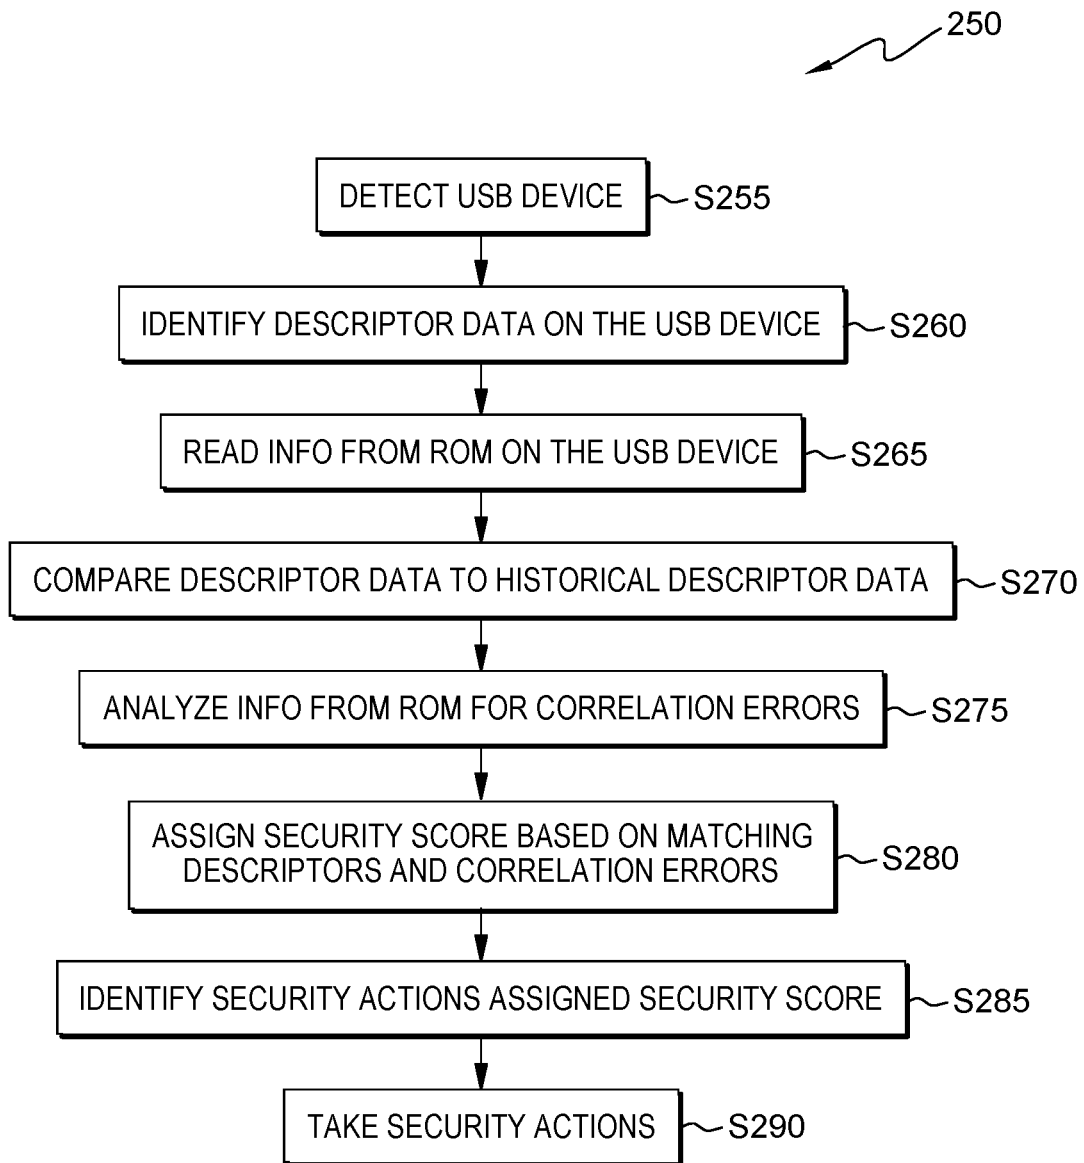 250
DETECT USB DEVICE
S255
IDENTIFY DESCRIPTOR DATA ON THE USB DEVICE
S260
READ INFO FROM ROM ON THE USB DEVICE
S265
COMPARE DESCRIPTOR DATA TO HISTORICAL DESCRIPTOR DATA
S270
ANALYZE INFO FROM ROM FOR CORRELATION ERRORS
S275
ASSIGN SECURITY SCORE BASED ON MATCHING
DESCRIPTORS AND CORRELATION ERRORS
S280
IDENTIFY SECURITY ACTIONS ASSIGNED SECURITY SCORE
S285
TAKE SECURITY ACTIONS
S290